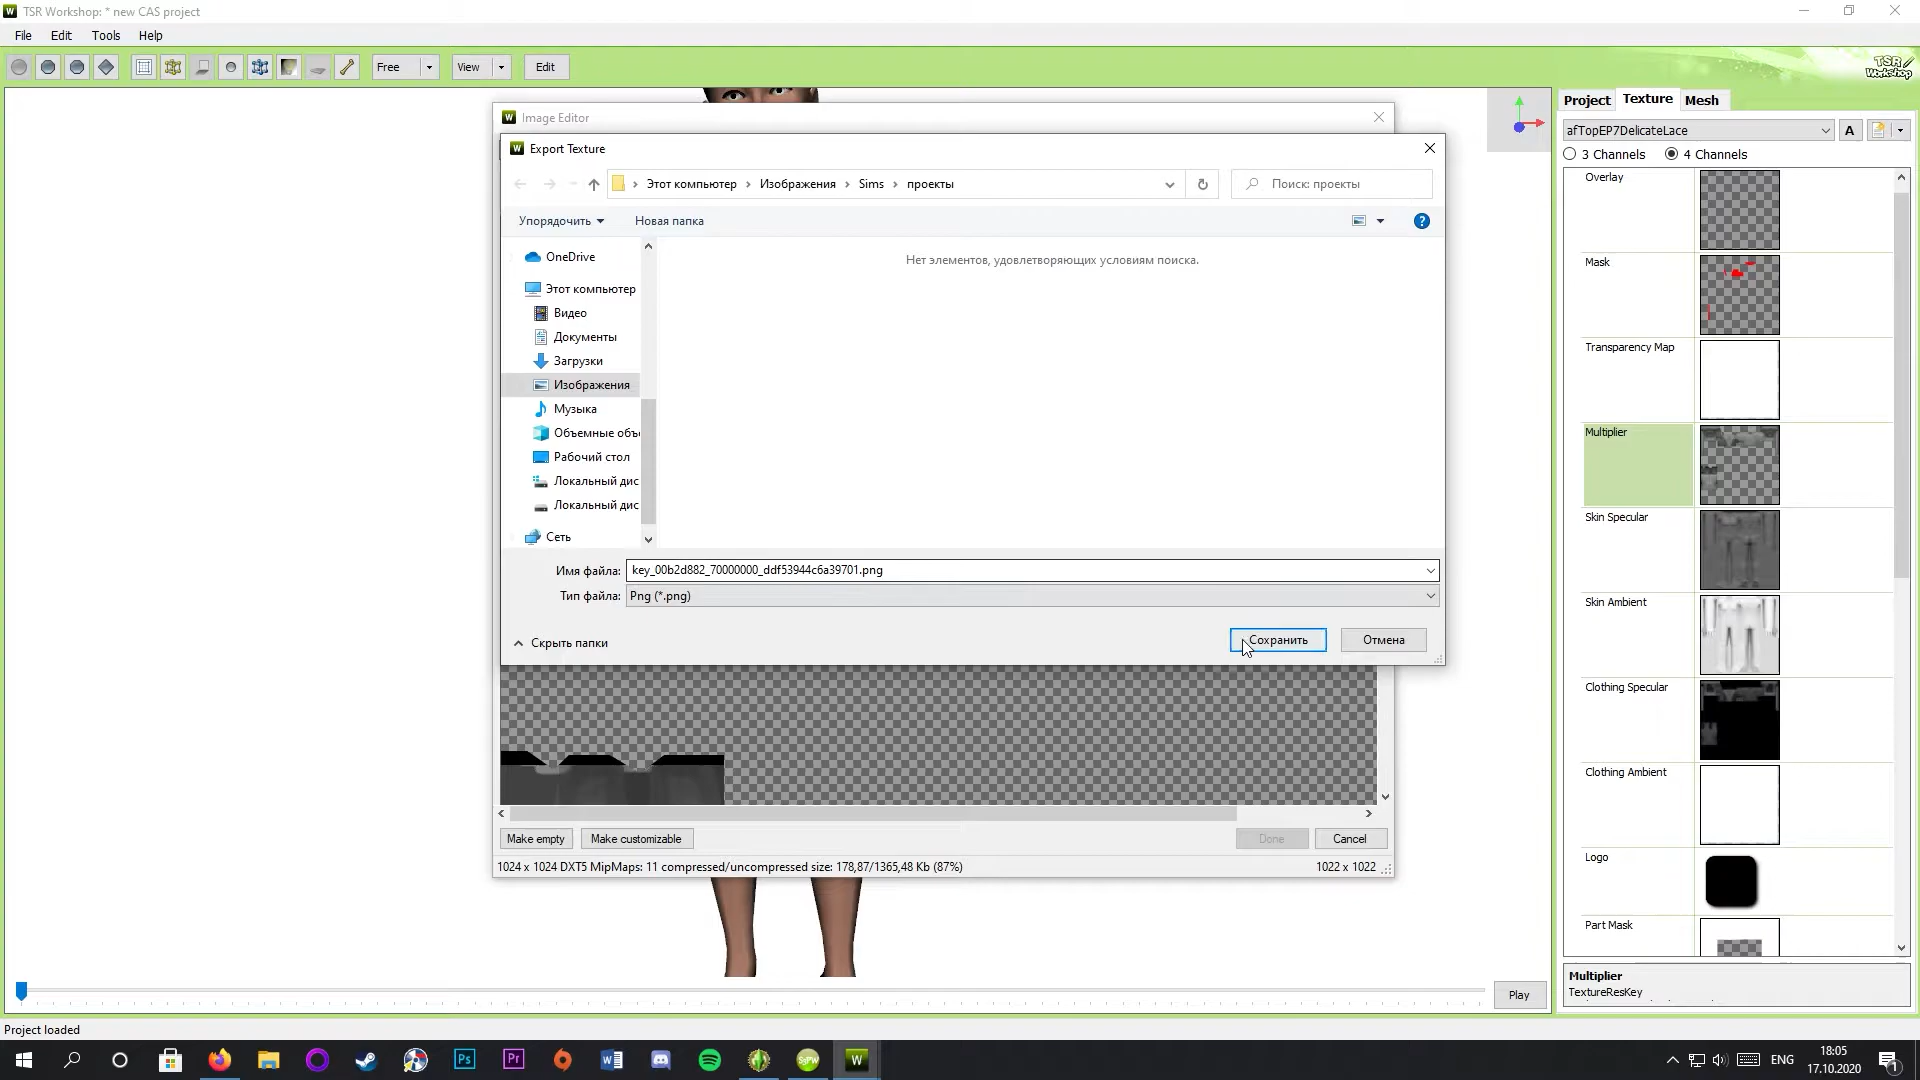 TSR Workshop: * new CAS project
File Edit Tools Help
Free View Edit
TSR Workshop
Image Editor
Export Texture
Этот компьютер Изображения Sims проекты
Поиск: проекты
Упорядочить Новая папка
OneDrive
Этот компьютер
Видео
Документы
Загрузки
Изображения
Музыка
Объемные объ
Рабочий стол
Локальный дис
Локальный дис
Сеть
Нет элементов, удовлетворяющих условиям поиска.
Имя файла: key_00b2d882_70000000_ddf53944c6a39701.png
Тип файла: Png (*.png)
Скрыть папки
Сохранить Отмена
Make empty Make customizable Done Cancel
1024 x 1024 DXT5 MipMaps: 11 compressed/uncompressed size: 178,87/1365,48 Kb (87%) 1022 x 1022
Project Texture Mesh
afTopEP7DelicateLace A
3 Channels 4 Channels
Overlay
Mask
Transparency Map
Multiplier
Skin Specular
Skin Ambient
Clothing Specular
Clothing Ambient
Logo
Part Mask
Multiplier
TextureResKey
Play
Project loaded
Ps Pr W SvPW W
ENG
18:05
17.10.2020
1